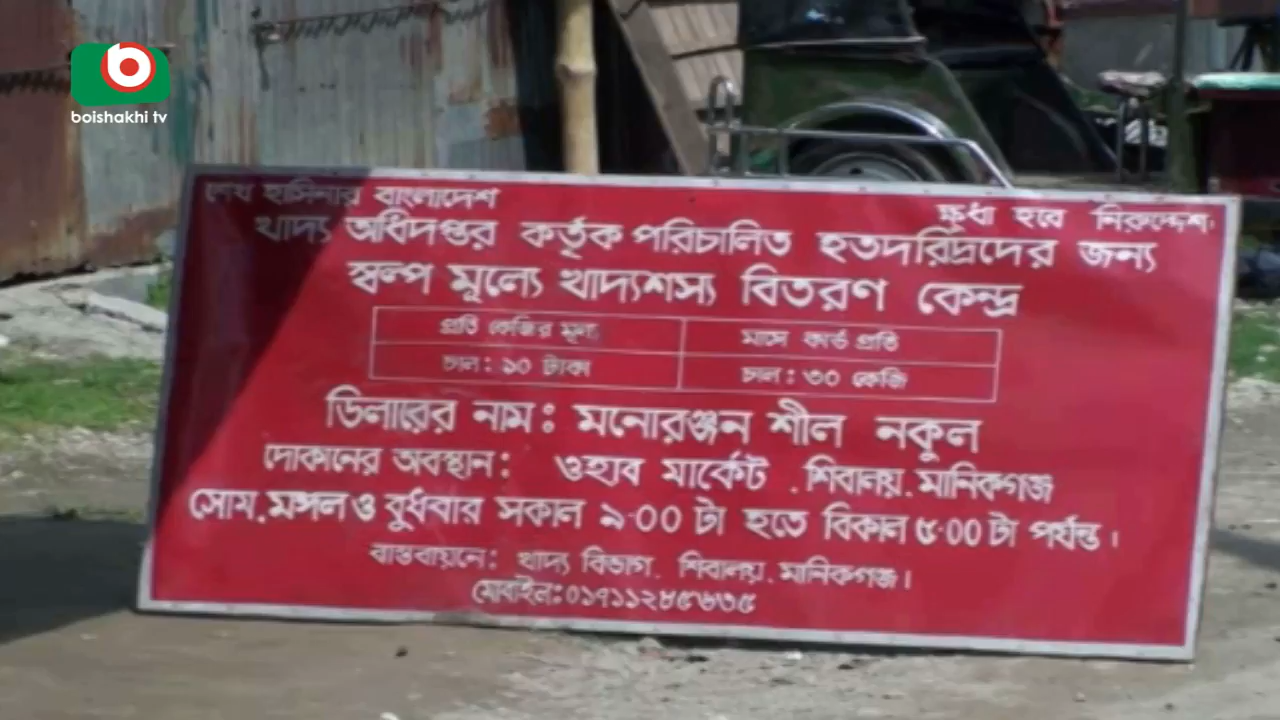 boishakhi tv
শেখ হাসিনার বাংলাদেশ ক্ষুধা হবে নিরুদ্দেশ।
খাদ্য অধিদপ্তর কর্তৃক পরিচালিত হতদরিদ্রদের জন্য
স্বল্প মূল্যে খাদ্যশস্য বিতরণ কেন্দ্র
প্রতি কেজির মূল্য মাসে কার্ড প্রতি
চাল: ১০ টাকা চাল: ৩০ কেজি
ডিলারের নাম: মনোরঞ্জন শীল নকুল
দোকানের অবস্থান: ওহাব মার্কেট . শিবালয়. মানিকগঞ্জ
সোম. মঙ্গল ও বুধবার সকাল ৯·০০ টা হতে বিকাল ৫·০০ টা পর্যন্ত।
বাস্তবায়নে: খাদ্য বিভাগ. শিবালয়. মানিকগঞ্জ।
মোবাইল: ০১৭১১২৮৫৬৩৫